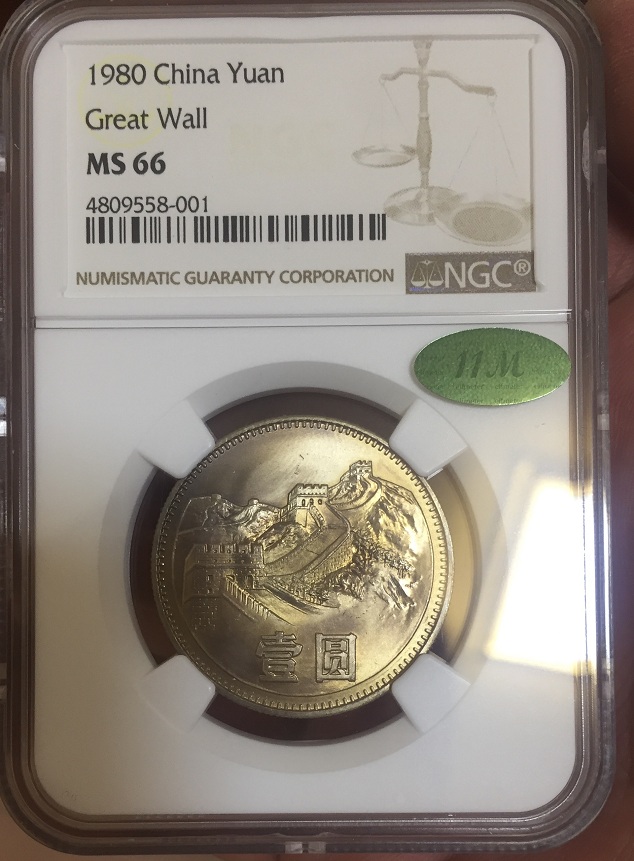 1980 China Yuan
Great Wall
MS 66
4809558-001
NUMISMATIC GUARANTY CORPORATION
NGC®
壹圆